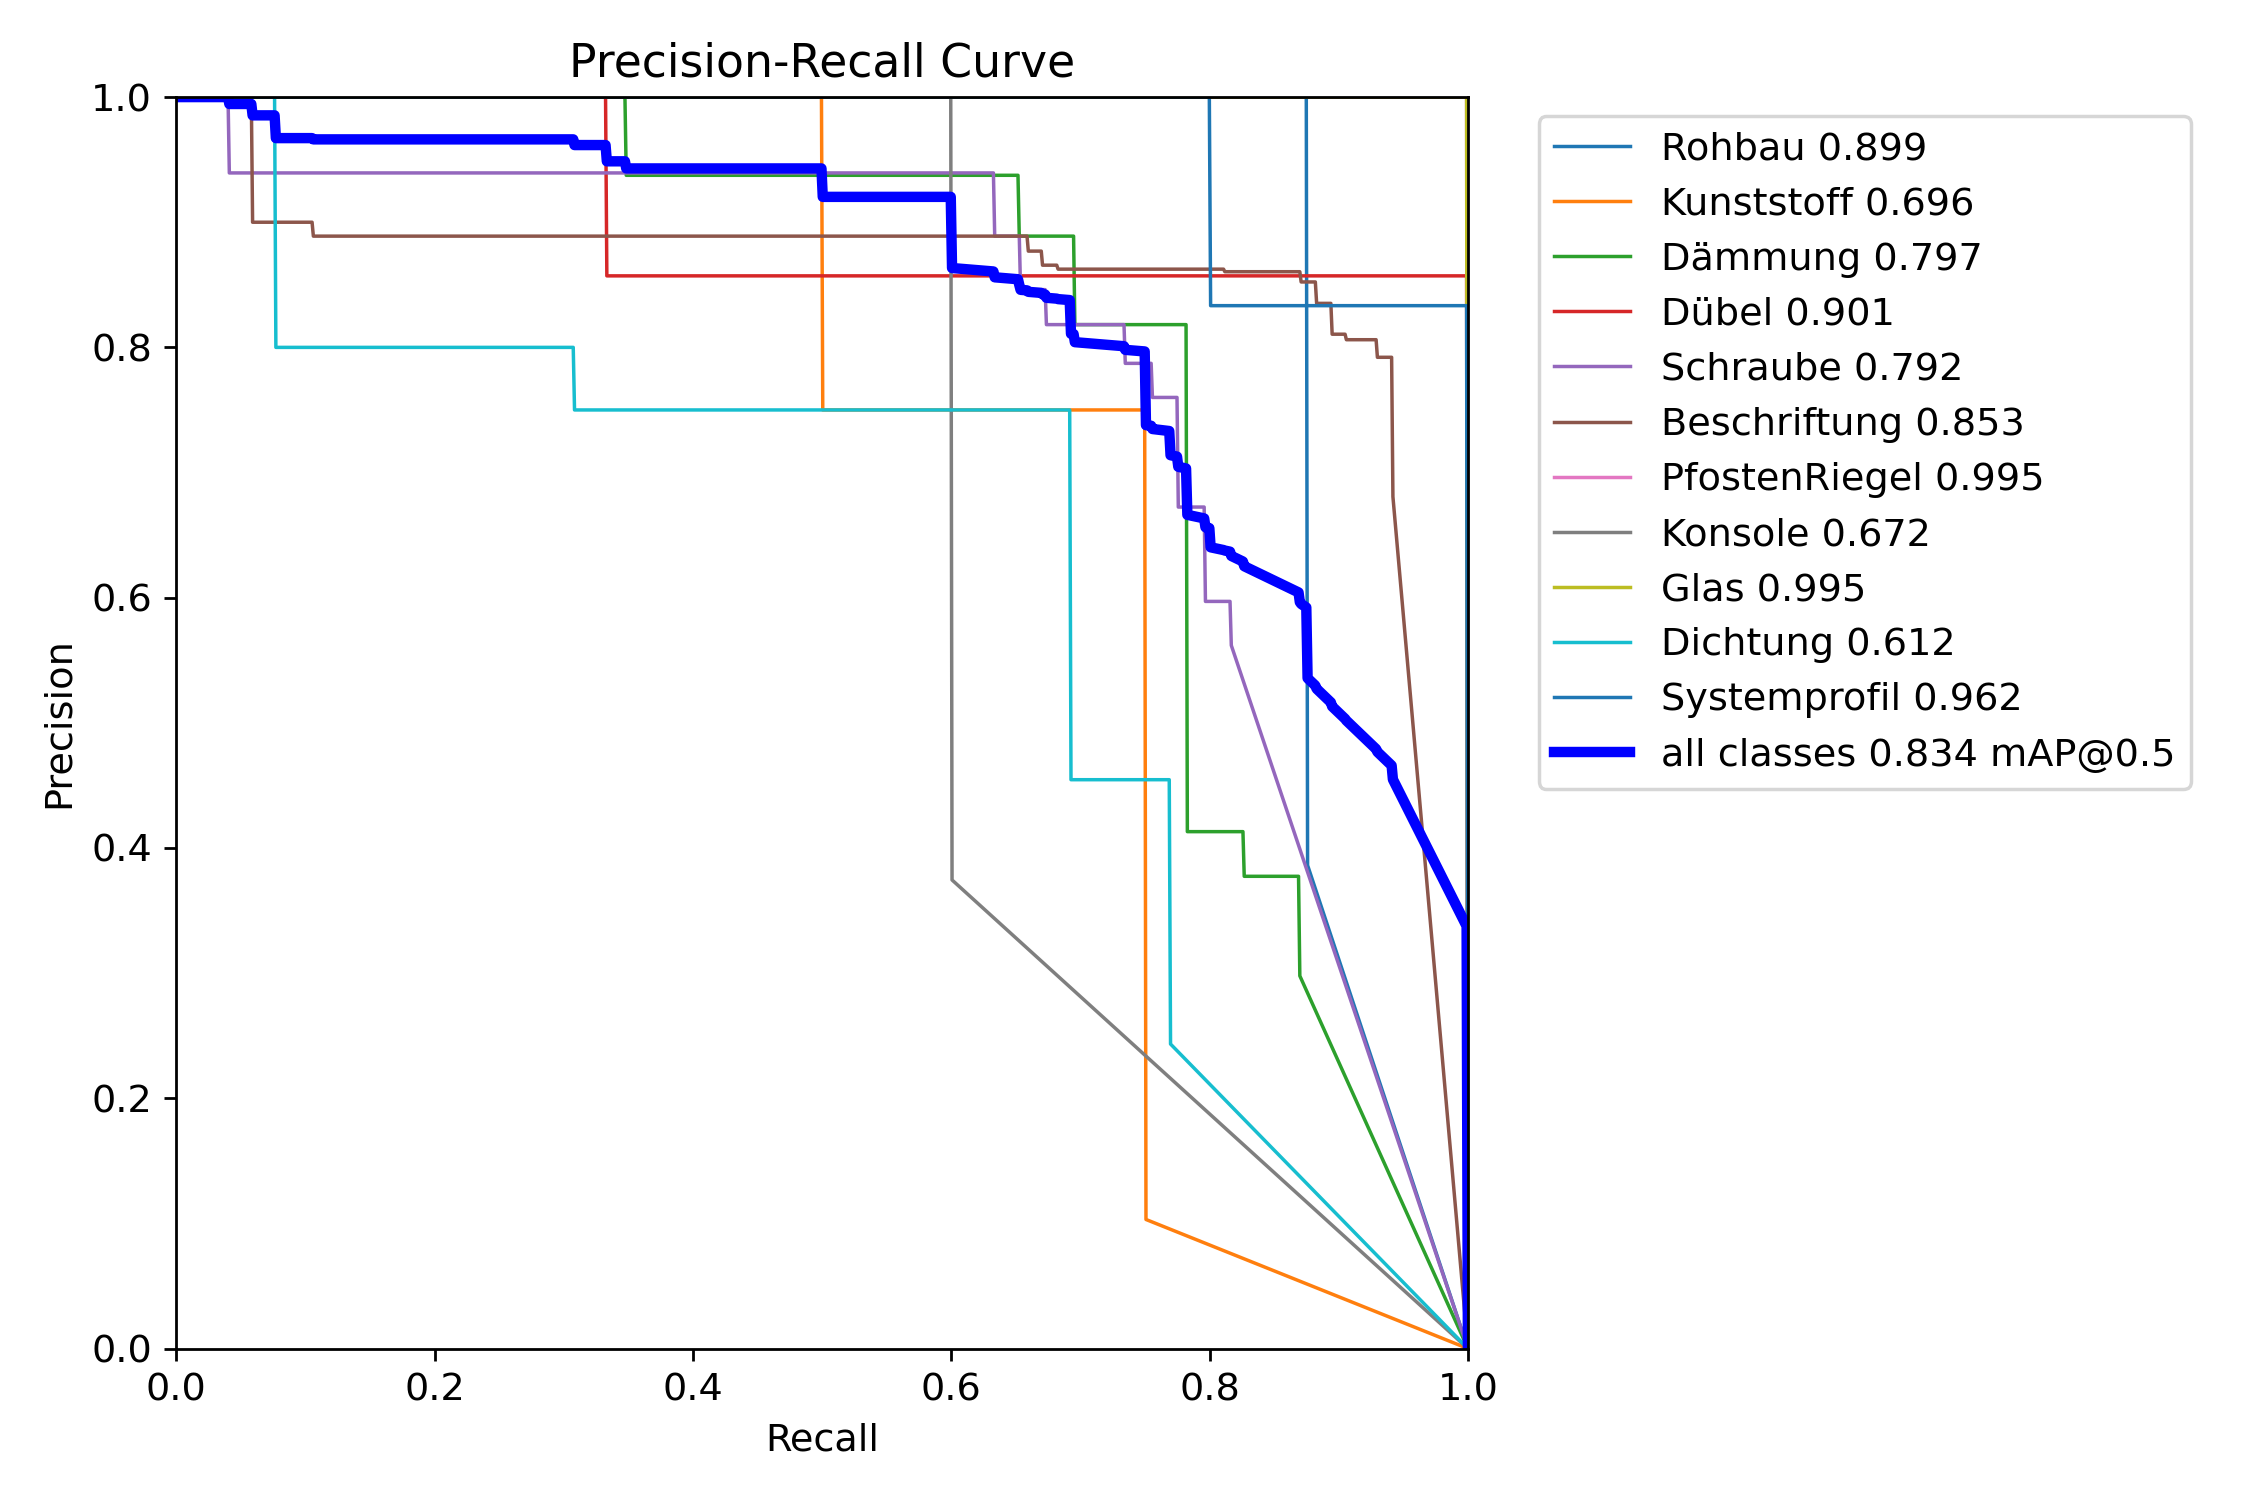 Precision-Recall Curve
1.0
0.8
0.6
0.4
0.2
0.0
Precision
0.0 0.2 0.4 0.6 0.8 1.0
Recall
Rohbau 0.899
Kunststoff 0.696
Dämmung 0.797
Dübel 0.901
Schraube 0.792
Beschriftung 0.853
PfostenRiegel 0.995
Konsole 0.672
Glas 0.995
Dichtung 0.612
Systemprofil 0.962
all classes 0.834 mAP@0.5